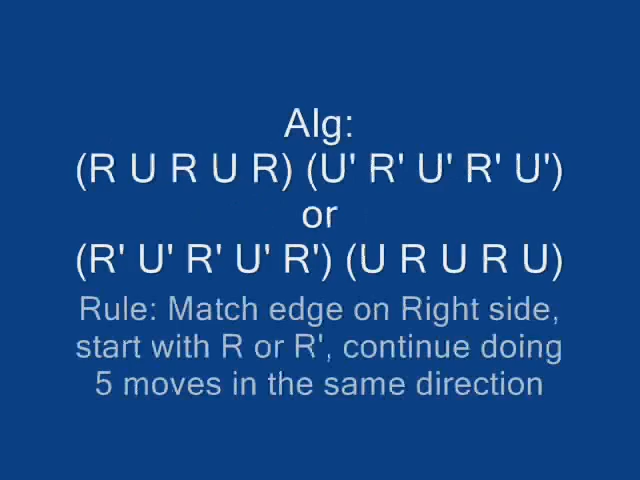 Alg:
(R U R U R) (U' R' U' R' U')
or
(R' U' R' U' R') (U R U R U)
Rule: Match edge on Right side,
start with R or R', continue doing
5 moves in the same direction